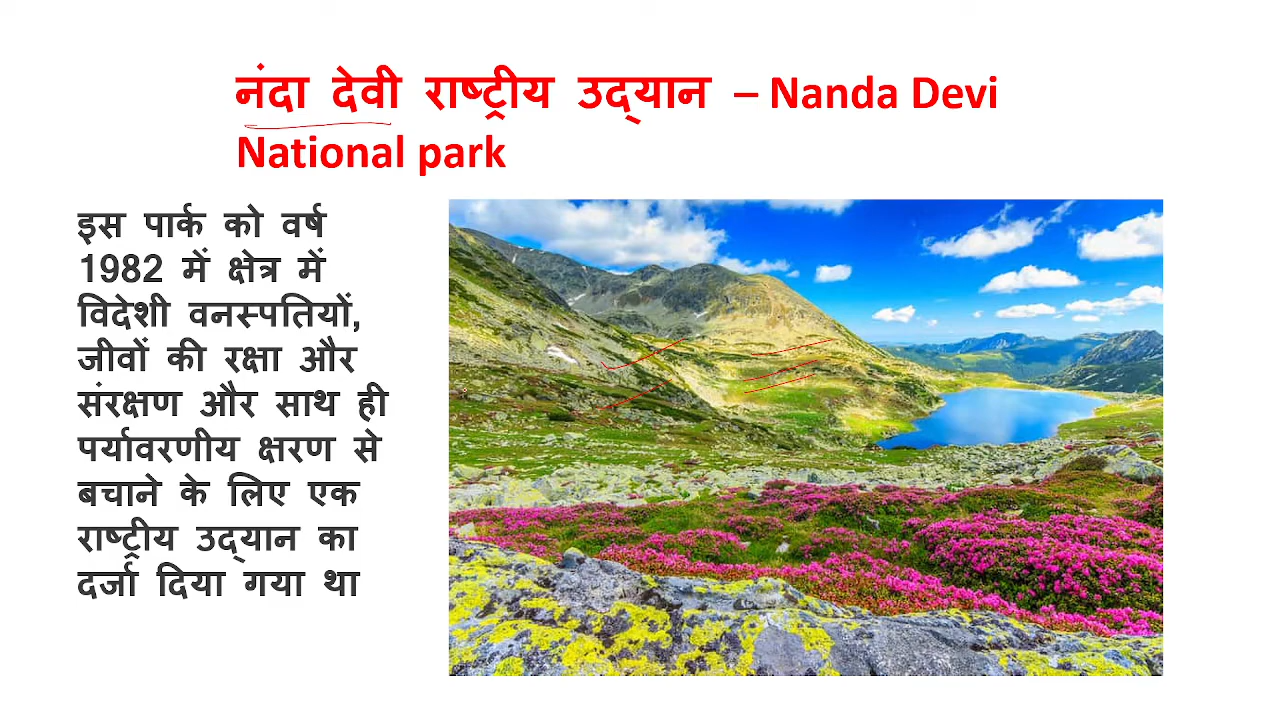 नंदा देवी राष्ट्रीय उद्यान – Nanda Devi
National park
इस पार्क को वर्ष
1982 में क्षेत्र में
विदेशी वनस्पतियों,
जीवों की रक्षा और
संरक्षण और साथ ही
पर्यावरणीय क्षरण से
बचाने के लिए एक
राष्ट्रीय उद्यान का
दर्जा दिया गया था